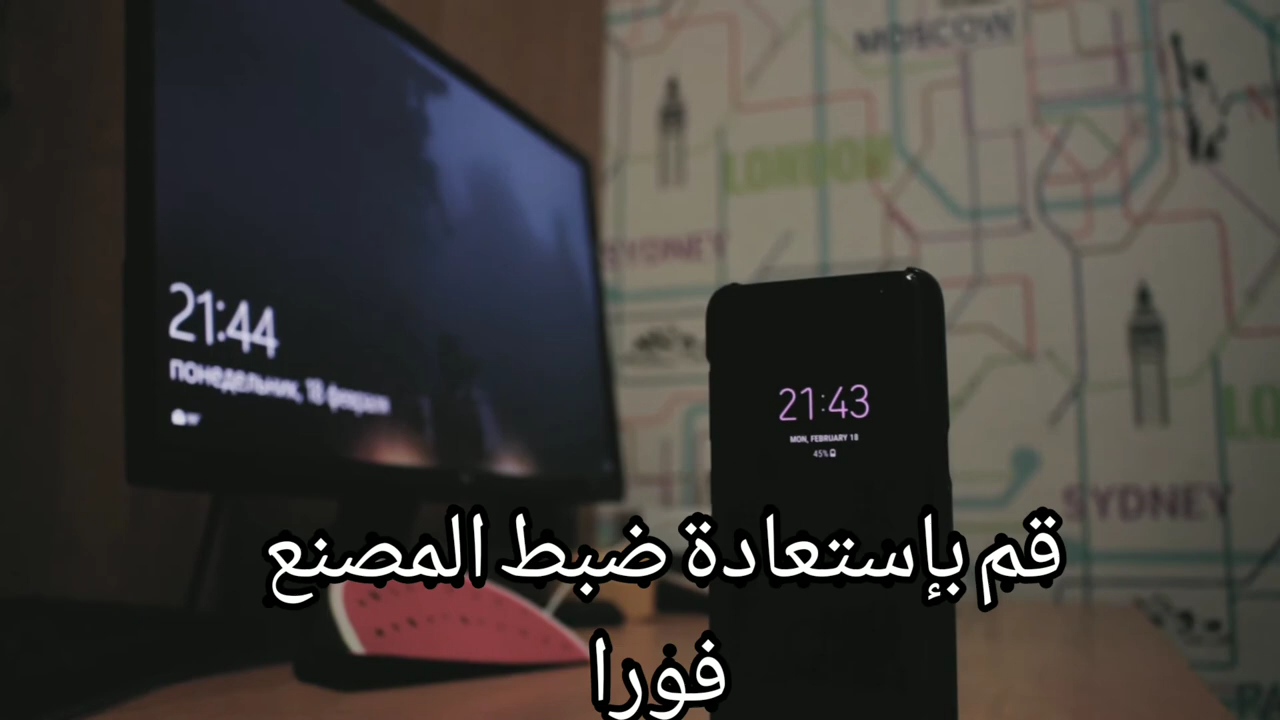 MOSCOW
LONDON
SYDNEY
21:44
понедельник, 18 февраля
21:43
MON, FEBRUARY 18
45%
SYDNEY
قم بإستعادة ضبط المصنع
فورا